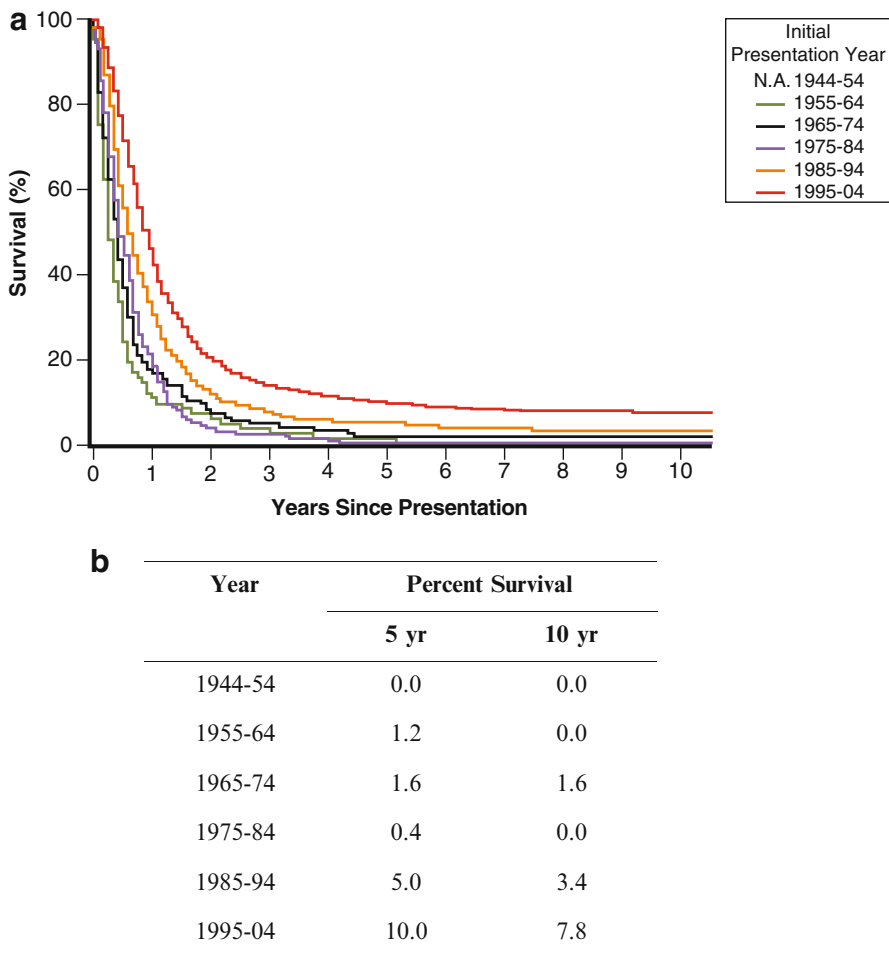 a
100
80
60
40
20
0
Survival (%)
0 1 2 3 4 5 6 7 8 9 10
Years Since Presentation
Initial
Presentation Year
N.A. 1944-54
1955-64
1965-74
1975-84
1985-94
1995-04
b
Year Percent Survival
5 yr 10 yr
1944-54 0.0 0.0
1955-64 1.2 0.0
1965-74 1.6 1.6
1975-84 0.4 0.0
1985-94 5.0 3.4
1995-04 10.0 7.8